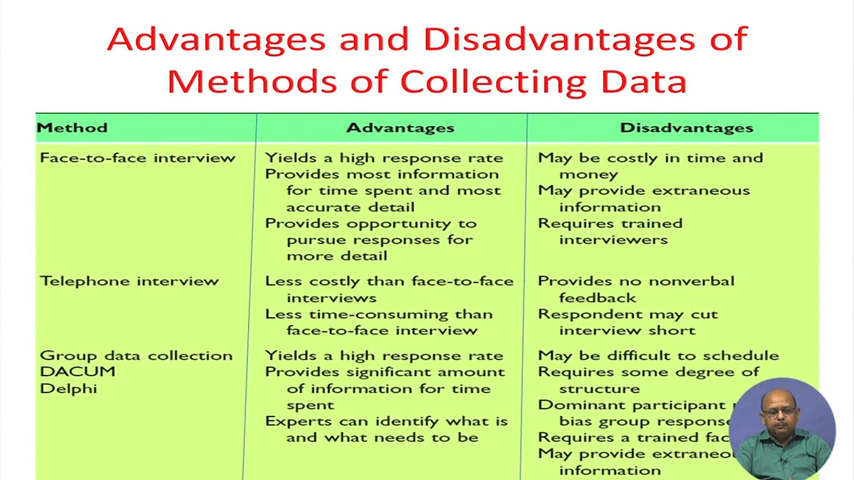 Advantages and Disadvantages of
Methods of Collecting Data
Method Advantages Disadvantages
Face-to-face interview
Yields a high response rate
Provides most information
for time spent and most
accurate detail
Provides opportunity to
pursue responses for
more detail
May be costly in time and
money
May provide extraneous
information
Requires trained
interviewers
Telephone interview
Less costly than face-to-face
interviews
Less time-consuming than
face-to-face interview
Provides no nonverbal
feedback
Respondent may cut
interview short
Group data collection
DACUM
Delphi
Yields a high response rate
Provides significant amount
of information for time
spent
Experts can identify what is
and what needs to be
May be difficult to schedule
Requires some degree of
structure
Dominant participant
bias group
Requires a trained
May provide
information